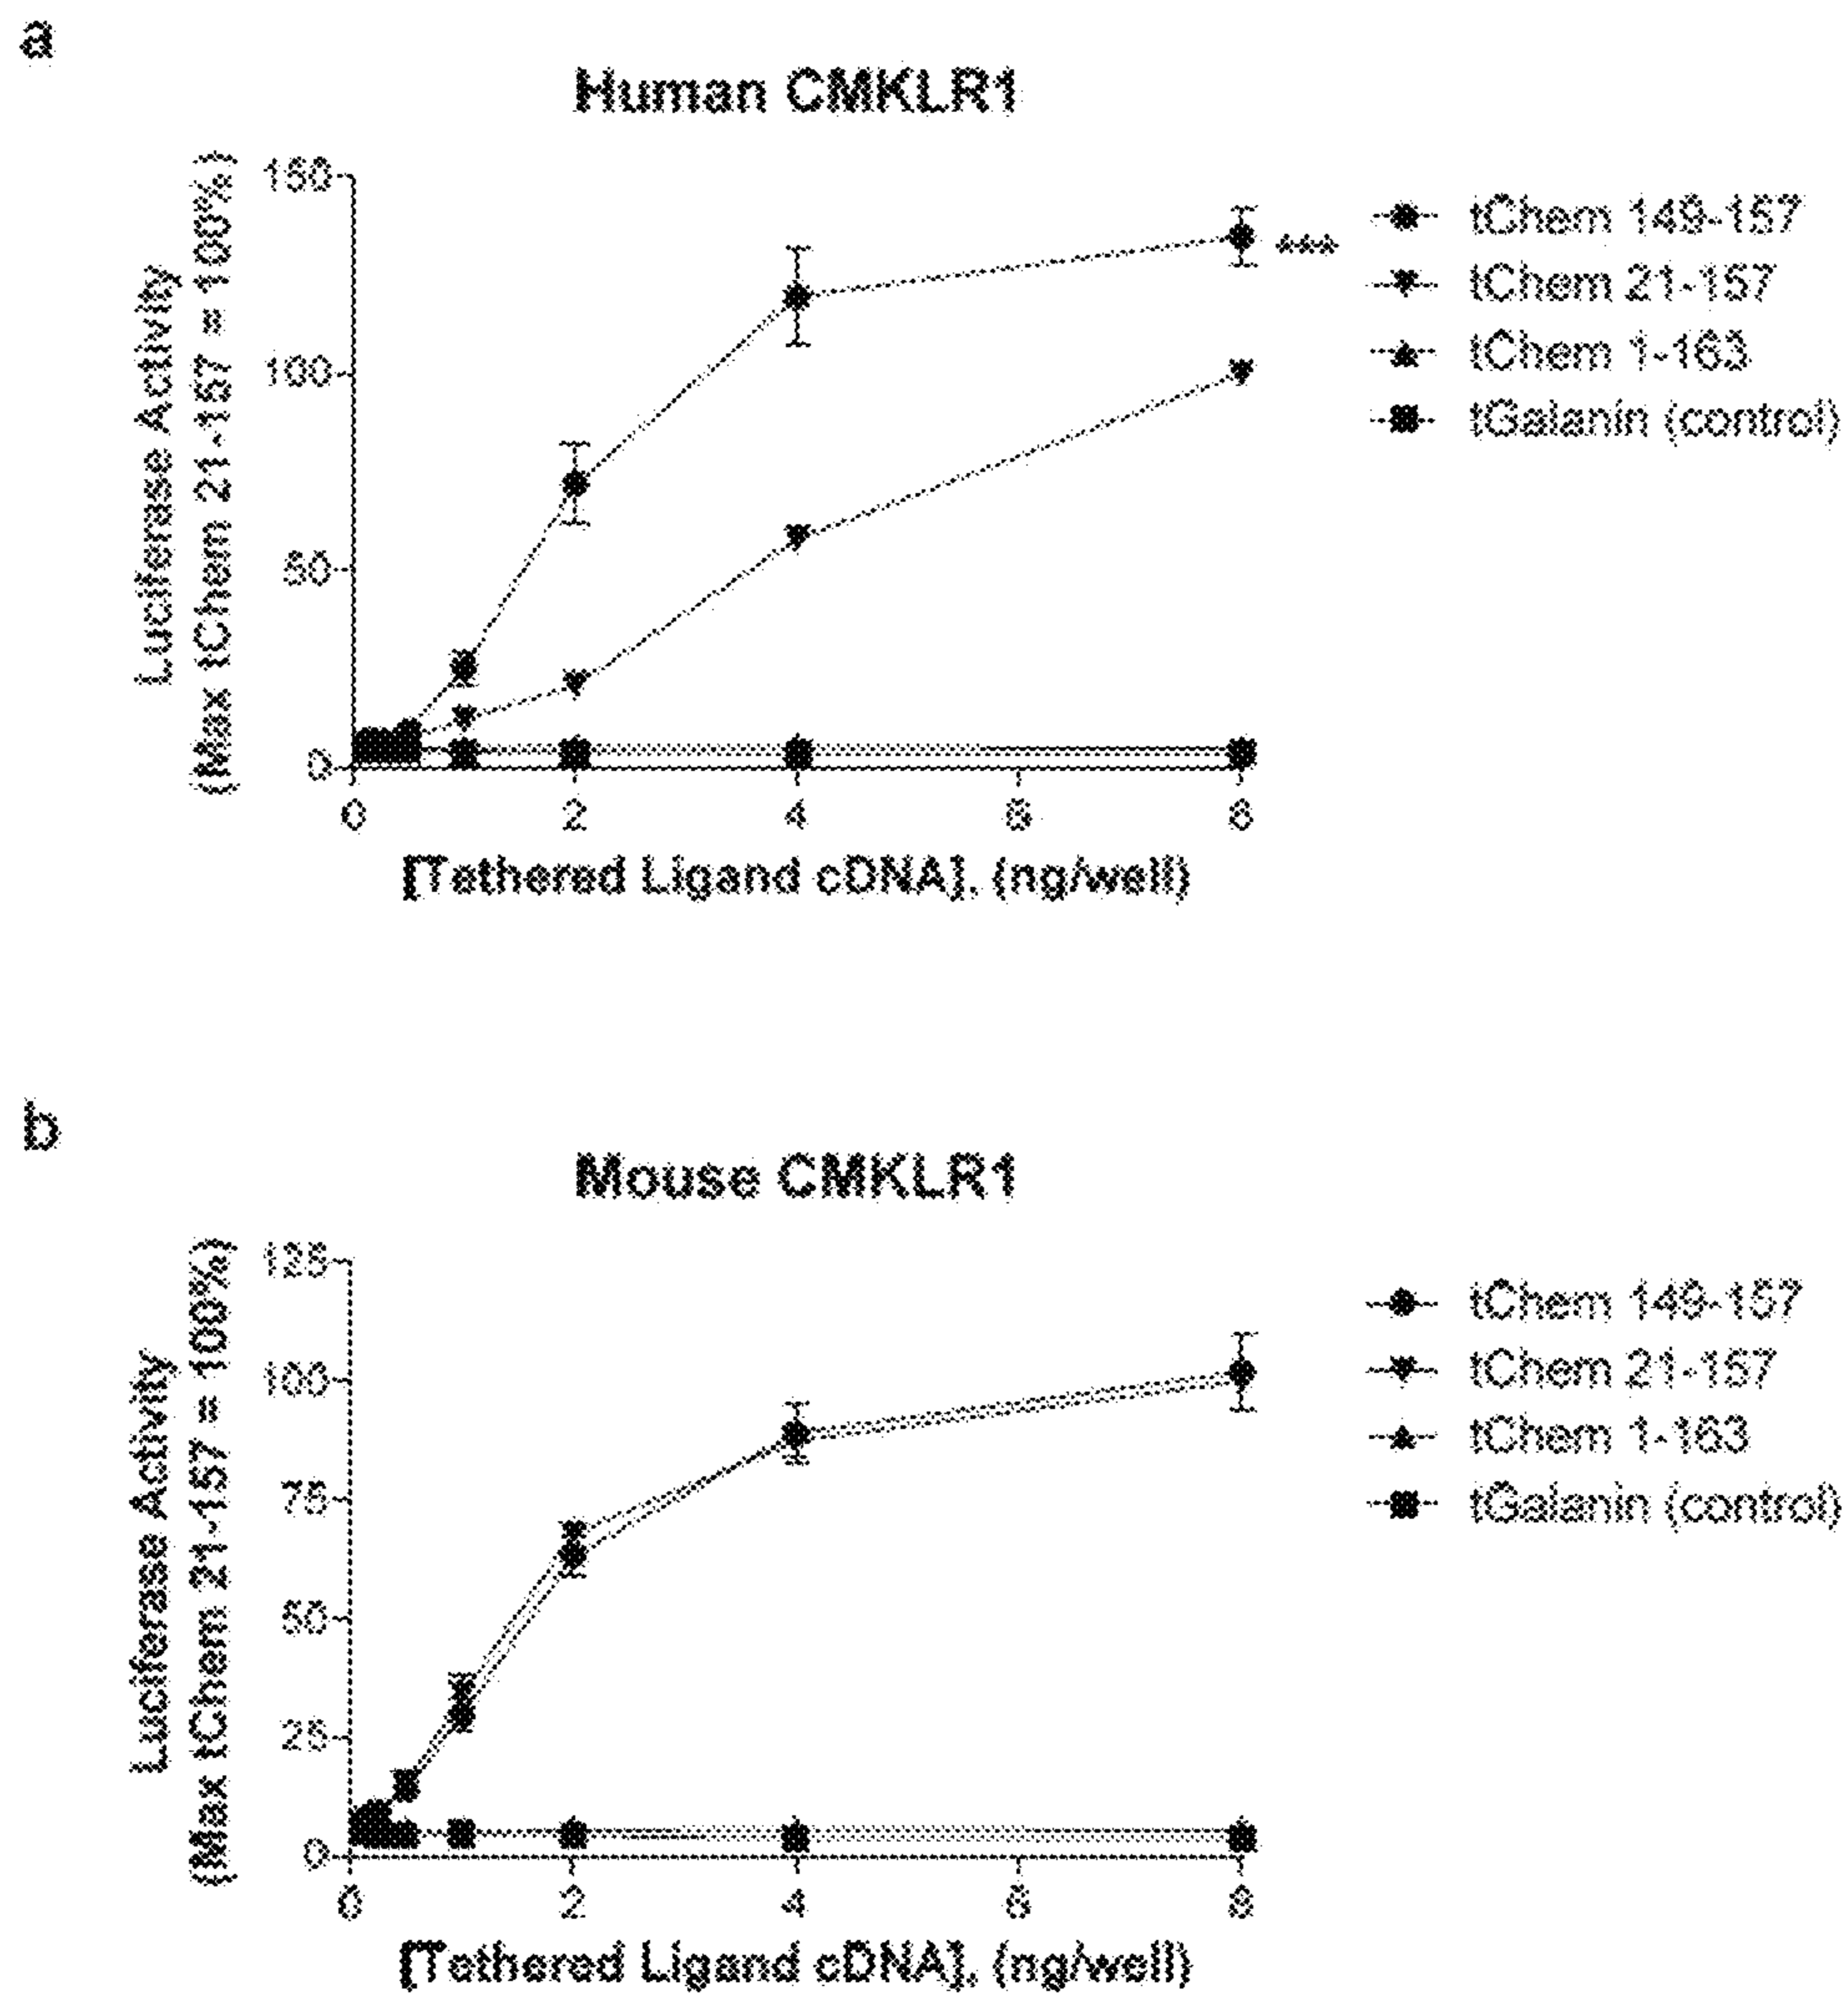 a
Human CMKLR1
Luciferase Activity
(Max tChem 21-157 = 100%)
150
100
50
0
0 2 4 6 8
[Tethered Ligand cDNA], (ng/well)
***
tChem 149-157
tChem 21-157
tChem 1-163
tGalanin (control)
b
Mouse CMKLR1
Luciferase Activity
(Max tChem 21-157 = 100%)
125
100
75
50
25
0
0 2 4 6 8
[Tethered Ligand cDNA], (ng/well)
tChem 149-157
tChem 21-157
tChem 1-163
tGalanin (control)